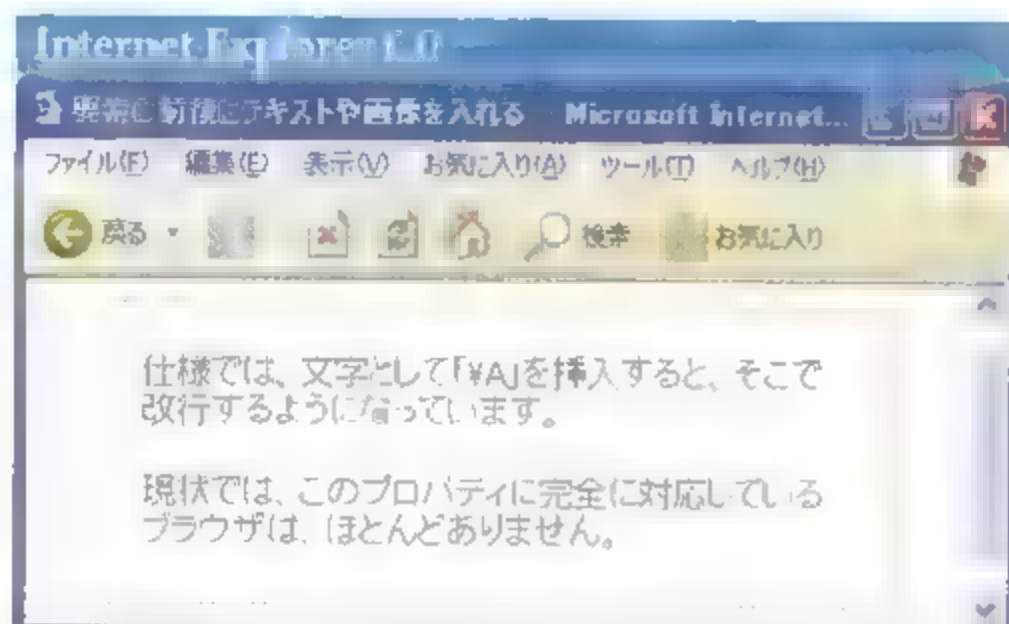 Internet Explorer 6.0
要素の前後にテキストや画像を入れる Microsoft Internet...
ファイル(F) 編集(E) 表示(V) お気に入り(A) ツール(T) ヘルプ(H)
戻る 検索 お気に入り
仕様では、文字として「¥A」を挿入すると、そこで
改行するようになっています。
現状では、このプロパティに完全に対応している
ブラウザは、ほとんどありません。